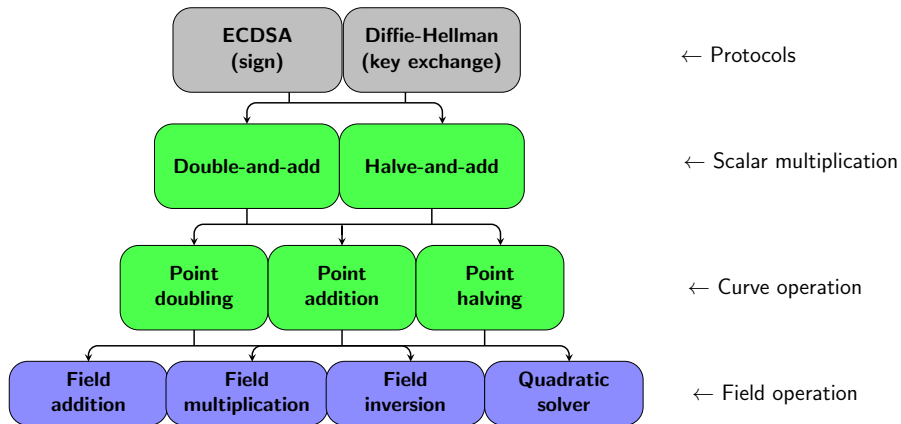 ECDSA
(sign)
Diffie-Hellman
(key exchange)
← Protocols
Double-and-add
Halve-and-add
← Scalar multiplication
Point
doubling
Point
addition
Point
halving
← Curve operation
Field
addition
Field
multiplication
Field
inversion
Quadratic
solver
← Field operation